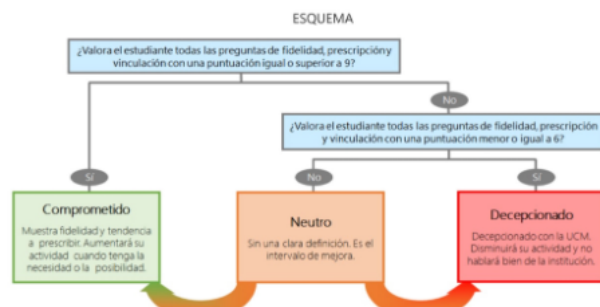 ESQUEMA
¿Valora el estudiante todas las preguntas de fidelidad, prescripción y
vinculación con una puntuación igual o superior a 9?
No
¿Valora el estudiante todas las preguntas de fidelidad, prescripción
y vinculación con una puntuación menor o igual a 6?
Sí
No
Sí
Comprometido
Muestra fidelidad y tendencia
a prescribir. Aumentará su
actividad cuando tenga la
necesidad o la posibilidad.
Neutro
Sin una clara definición. Es el
intervalo de mejora.
Decepcionado
Decepcionado con la UCM.
Disminuirá su actividad y no
hablará bien de la institución.